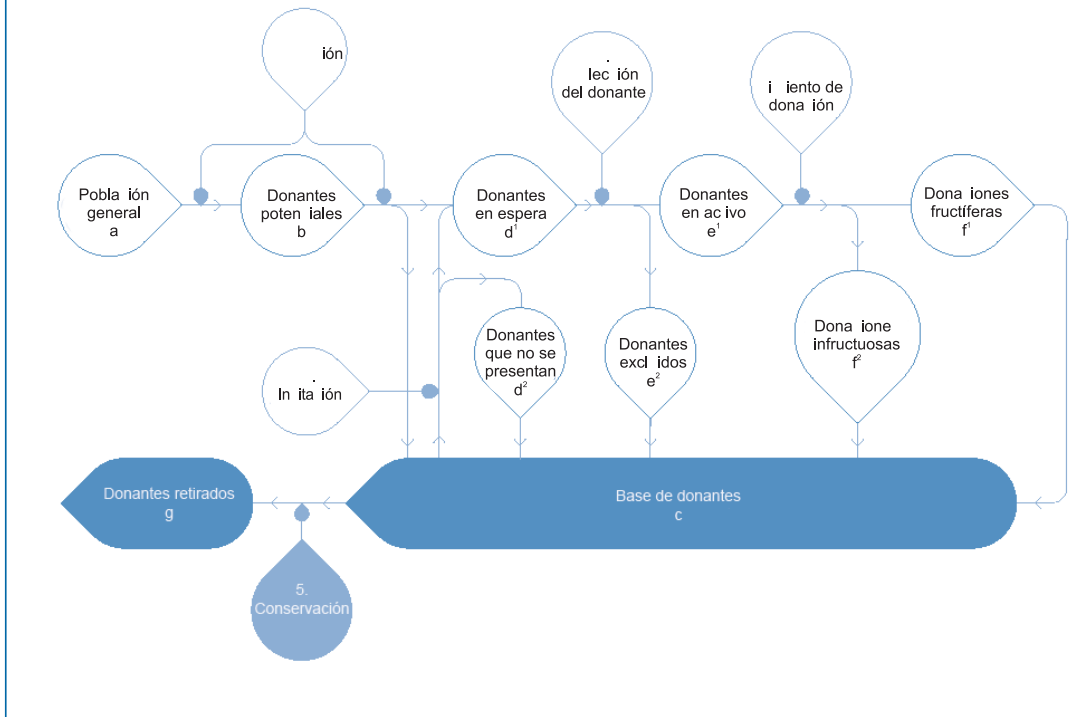 ión
.
lec ión
del donante
i iento de
dona ión
Pobla ión
general
a
Donantes
poten iales
b
Donantes
en espera
d¹
Donantes
en ac ivo
e¹
Dona iones
fructíferas
f¹
Donantes
que no se
presentan
d²
Donantes
excl idos
e²
Dona ione
infructuosas
f²
.
In ita ión
Donantes retirados
g
Base de donantes
c
5.
Conservación